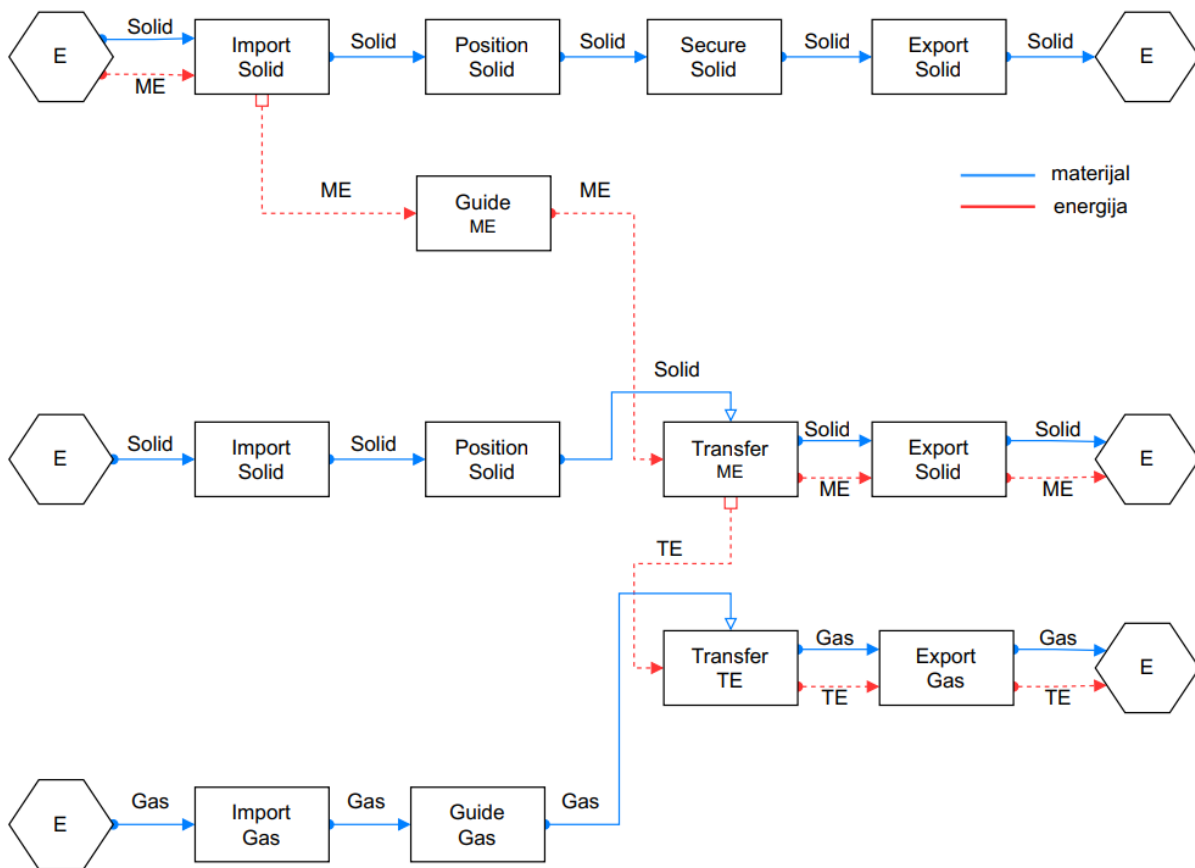 Solid
Solid
Solid
Solid
Solid
E
Import
Solid
Position
Solid
Secure
Solid
Export
Solid
E
ME
ME
ME
Guide
ME
materijal
energija
Solid
E
Solid
Import
Solid
Solid
Position
Solid
Transfer
ME
Solid
ME
Export
Solid
Solid
ME
E
TE
Transfer
TE
Gas
TE
Export
Gas
Gas
TE
E
E
Gas
Import
Gas
Gas
Guide
Gas
Gas